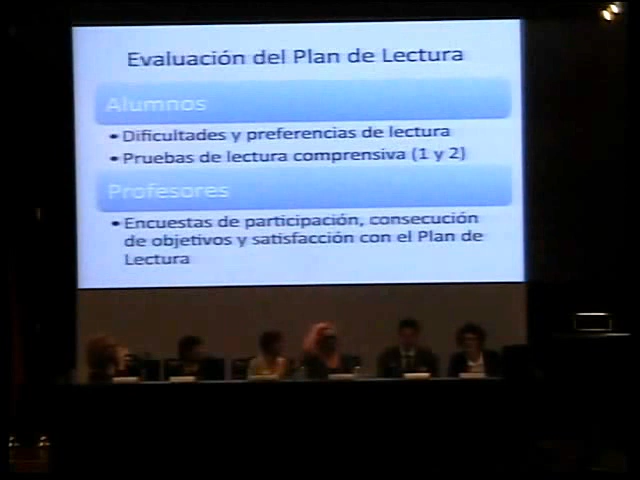 Evaluación del Plan de Lectura
Alumnos
• Dificultades y preferencias de lectura
• Pruebas de lectura comprensiva (1 y 2)
Profesores
• Encuestas de participación, consecución
de objetivos y satisfacción con el Plan de
Lectura